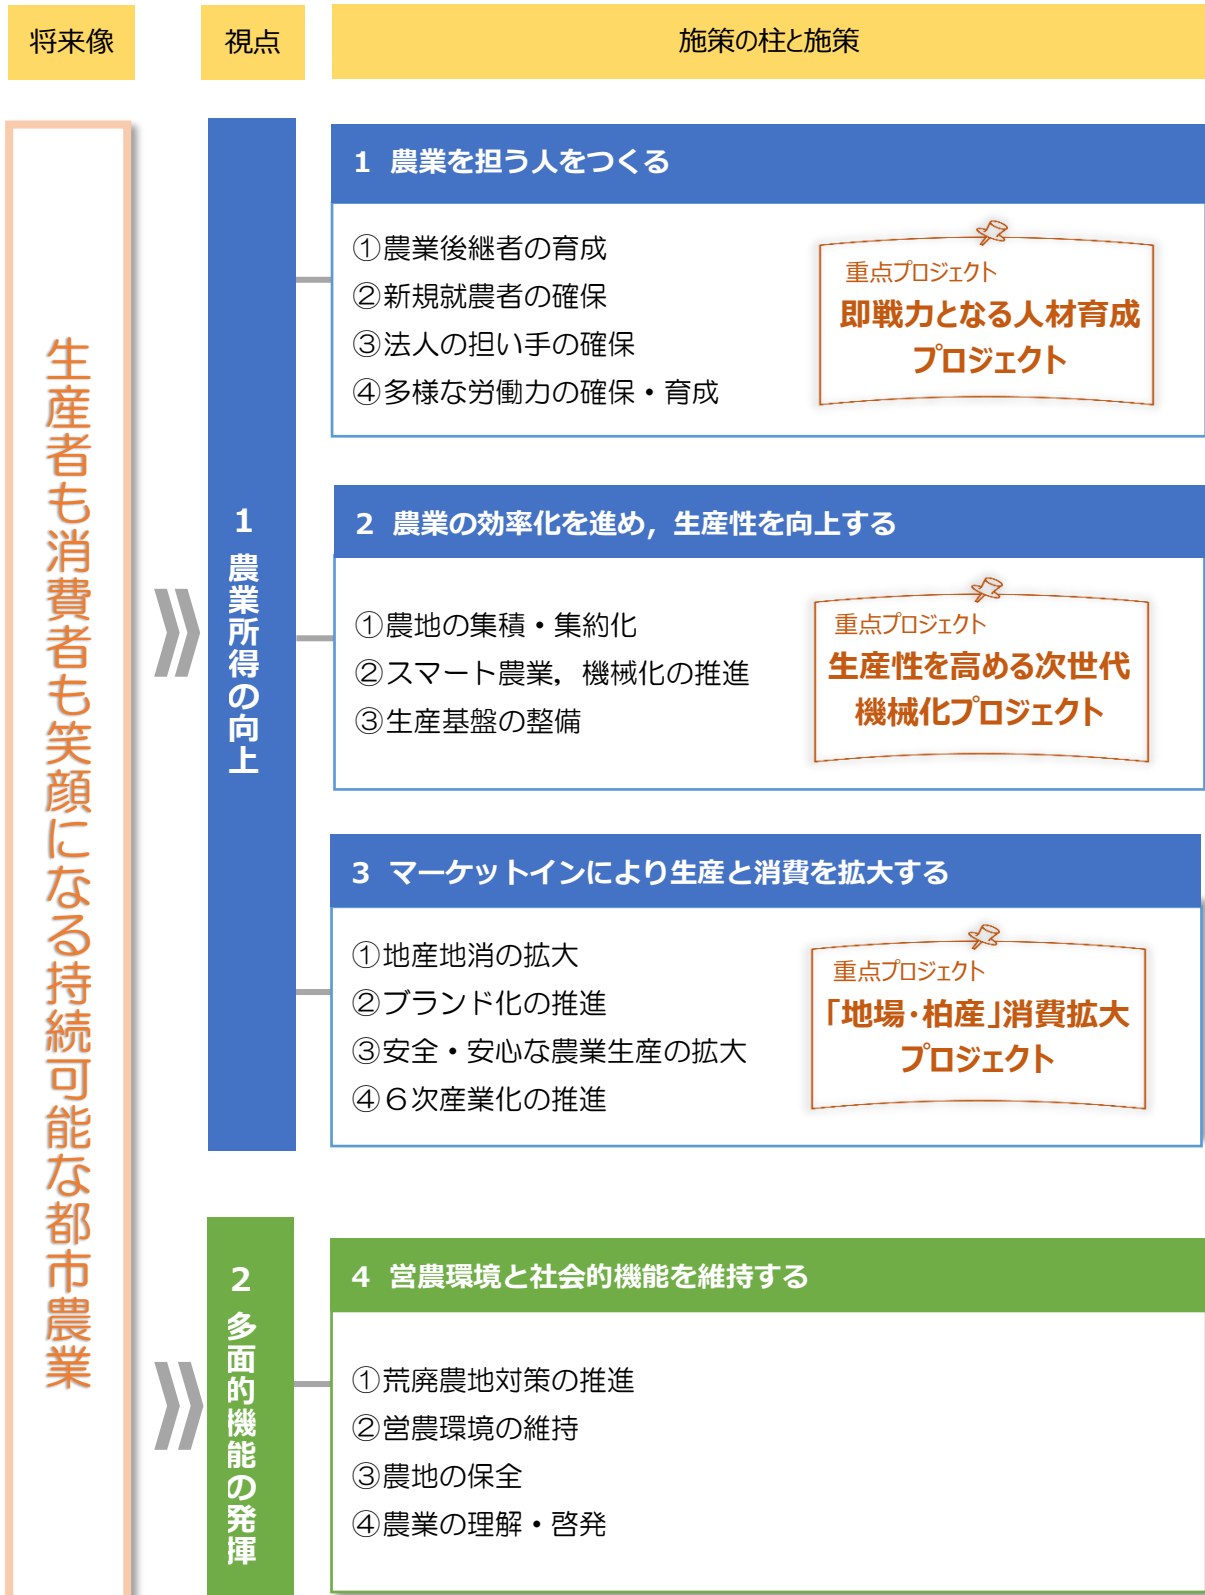 将来像
視点
施策の柱と施策
生産者も消費者も笑顔になる持続可能な都市農業
1 農業所得の向上
1 農業を担う人をつくる
①農業後継者の育成
②新規就農者の確保
③法人の担い手の確保
④多様な労働力の確保・育成
重点プロジェクト
即戦力となる人材育成
プロジェクト
2 農業の効率化を進め，生産性を向上する
①農地の集積・集約化
②スマート農業，機械化の推進
③生産基盤の整備
重点プロジェクト
生産性を高める次世代
機械化プロジェクト
3 マーケットインにより生産と消費を拡大する
①地産地消の拡大
②ブランド化の推進
③安全・安心な農業生産の拡大
④６次産業化の推進
重点プロジェクト
「地場・柏産」消費拡大
プロジェクト
2 多面的機能の発揮
4 営農環境と社会的機能を維持する
①荒廃農地対策の推進
②営農環境の維持
③農地の保全
④農業の理解・啓発